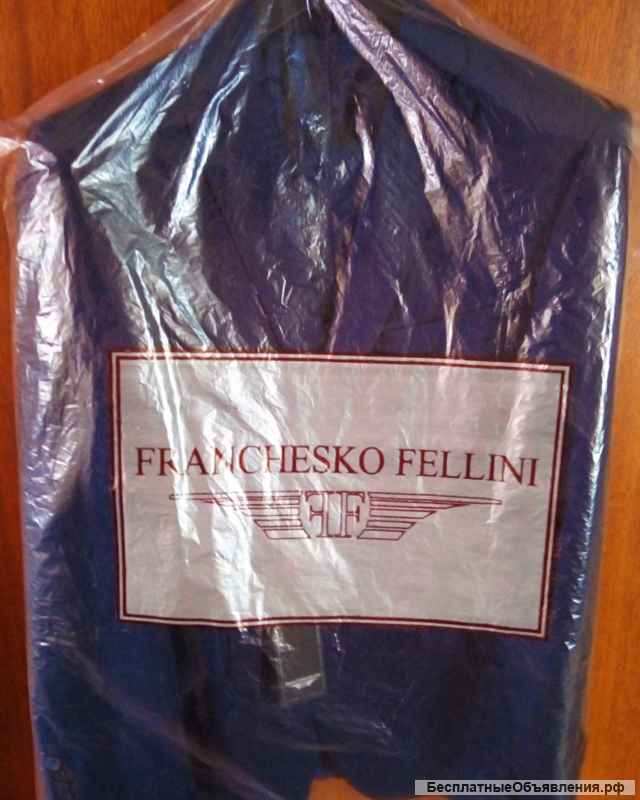 FRANCHESKO FELLINI
FF
БесплатныеОбъявления.рф